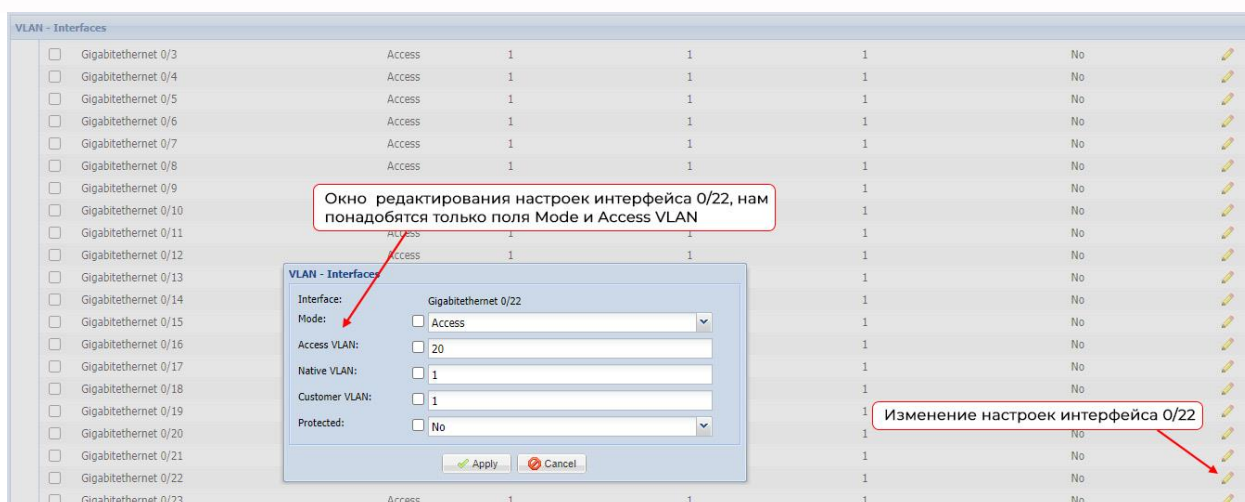 VLAN - Interfaces
Gigabitethernet 0/3 Access 1 1 1 No
Gigabitethernet 0/4 Access 1 1 1 No
Gigabitethernet 0/5 Access 1 1 1 No
Gigabitethernet 0/6 Access 1 1 1 No
Gigabitethernet 0/7 Access 1 1 1 No
Gigabitethernet 0/8 Access 1 1 1 No
Gigabitethernet 0/9 1 No
Окно редактирования настроек интерфейса 0/22, нам
понадобятся только поля Mode и Access VLAN
Gigabitethernet 0/10 1 No
Gigabitethernet 0/11 Access 1 1 1 No
Gigabitethernet 0/12 Access 1 1 1 No
Gigabitethernet 0/13 1 No
Gigabitethernet 0/14 1 No
Gigabitethernet 0/15 1 No
Gigabitethernet 0/16 1 No
Gigabitethernet 0/17 1 No
Gigabitethernet 0/18 1 No
Gigabitethernet 0/19 1
Gigabitethernet 0/20 1 No
Gigabitethernet 0/21 1 No
Gigabitethernet 0/22 1 No
Gigabitethernet 0/23 Access 1 1 1 No
VLAN - Interfaces
Interface: Gigabitethernet 0/22
Mode: Access
Access VLAN: 20
Native VLAN: 1
Customer VLAN: 1
Protected: No
Apply Cancel
Изменение настроек интерфейса 0/22